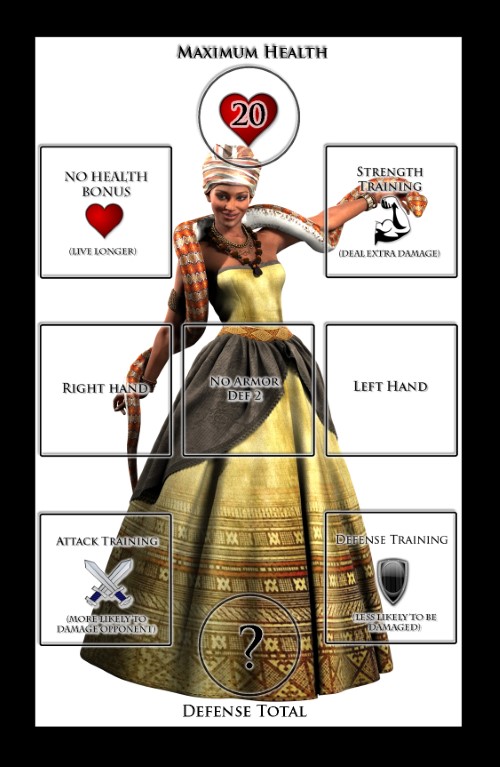 Maximum Health
20
No Health
Bonus
(Live Longer)
Strength
Training
(Deal Extra Damage)
Right Hand
No Armor
Def 2
Left Hand
Attack Training
(More Likely to
Damage Opponent)
Defense Training
(Less Likely to be
Damaged)
?
Defense Total